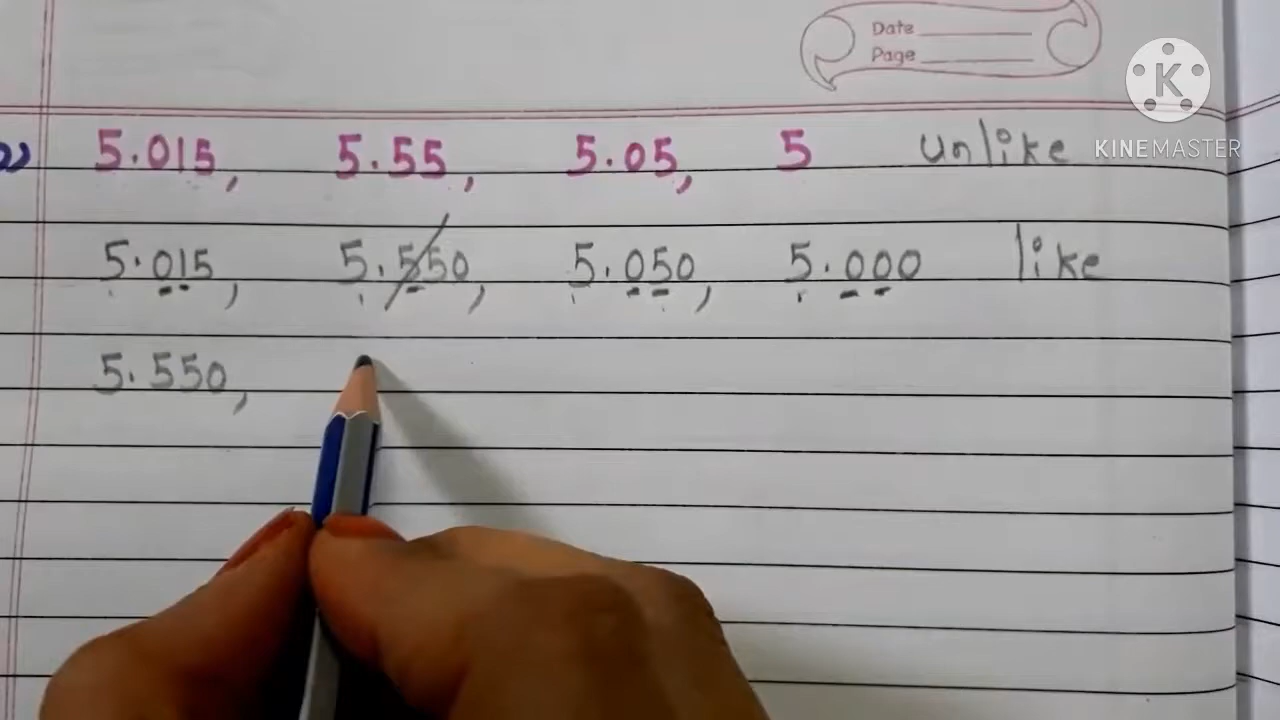 Date
Page
K
KINEMASTER
5.015, 5.55, 5.05, 5 unlike
5.015, 5.550, 5.050, 5.000 like
5.550,